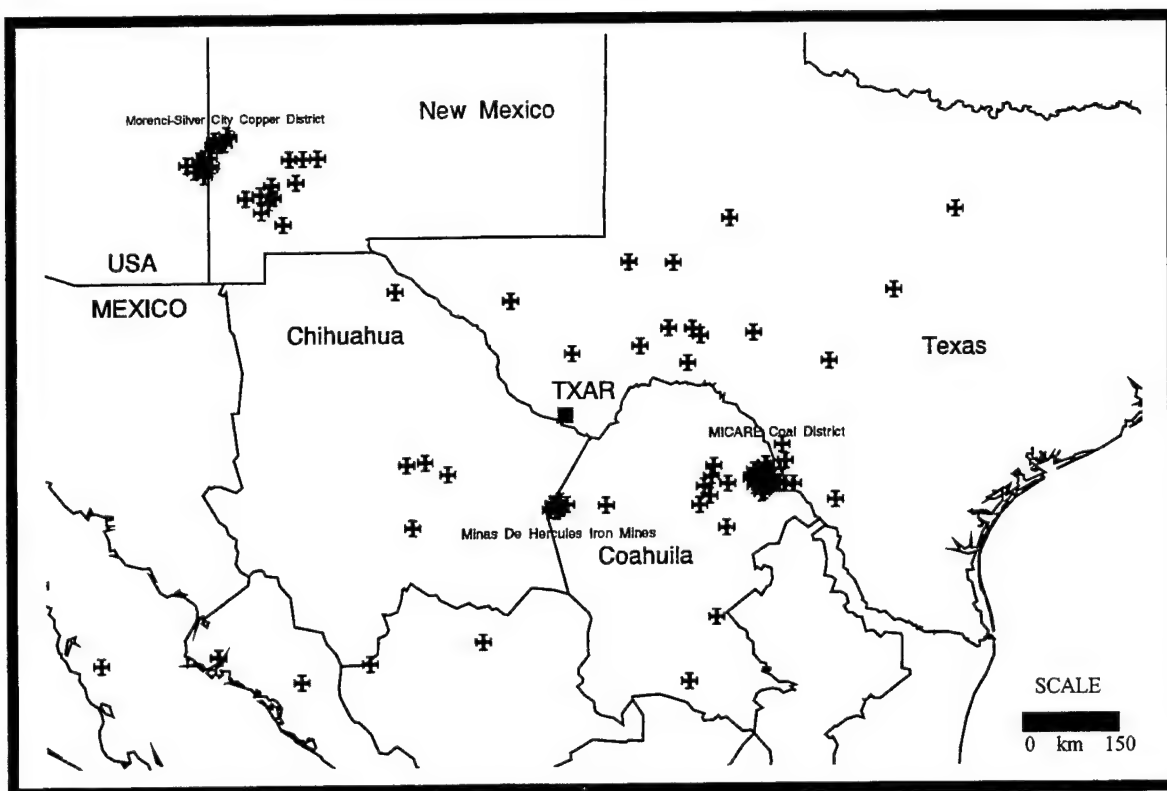 New Mexico
Morenci-Silver City Copper District
USA
MEXICO
Chihuahua
Texas
TXAR
MICARE Coal District
Minas De Hercules Iron Mines
Coahuila
SCALE
0 km 150